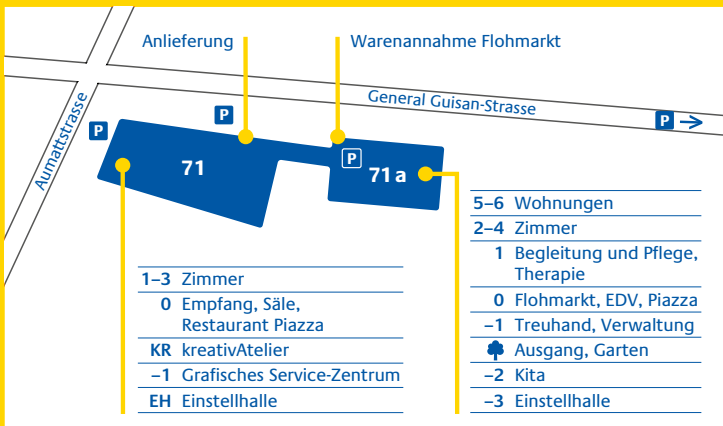 Anlieferung
Warenannahme Flohmarkt
General Guisan-Strasse
Aumattstrasse
P
P
P
P
71
71 a
1–3 Zimmer
0 Empfang, Säle,
Restaurant Piazza
KR kreativAtelier
–1 Grafisches Service-Zentrum
EH Einstellhalle
5–6 Wohnungen
2–4 Zimmer
1 Begleitung und Pflege,
Therapie
0 Flohmarkt, EDV, Piazza
–1 Treuhand, Verwaltung
Ausgang, Garten
–2 Kita
–3 Einstellhalle